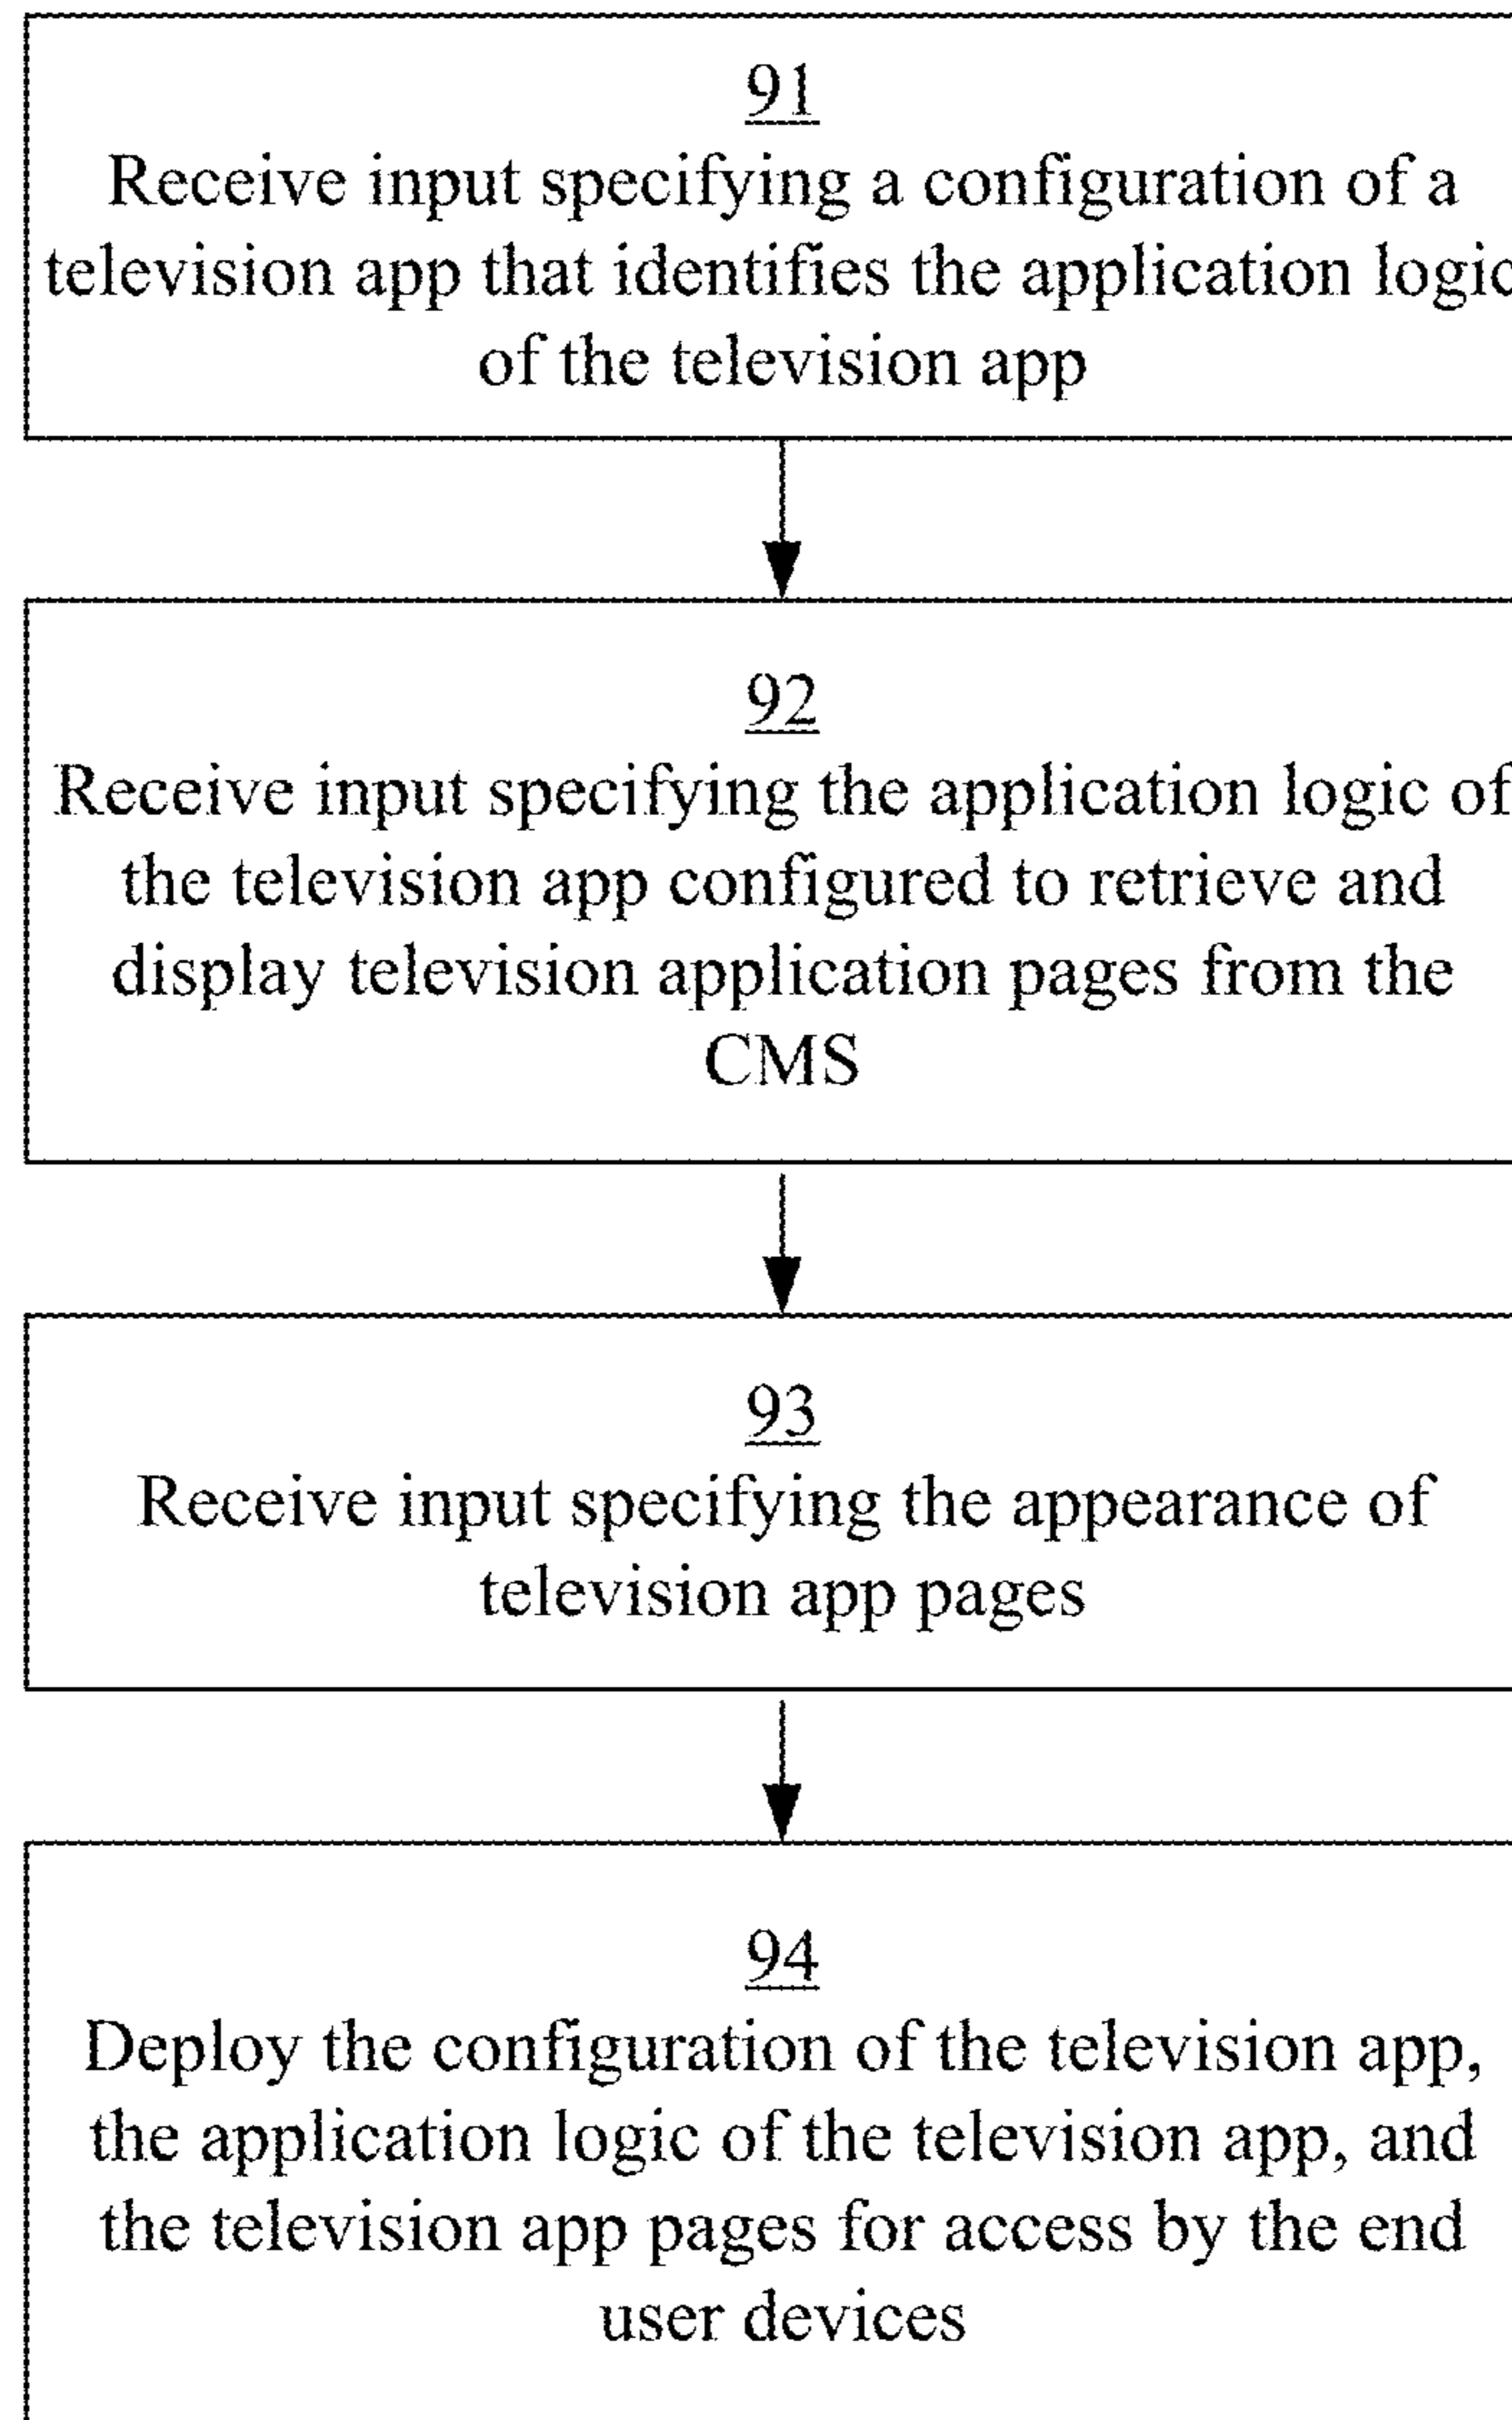 91
Receive input specifying a configuration of a
television app that identifies the application logic
of the television app
92
Receive input specifying the application logic of
the television app configured to retrieve and
display television application pages from the
CMS
93
Receive input specifying the appearance of
television app pages
94
Deploy the configuration of the television app,
the application logic of the television app, and
the television app pages for access by the end
user devices